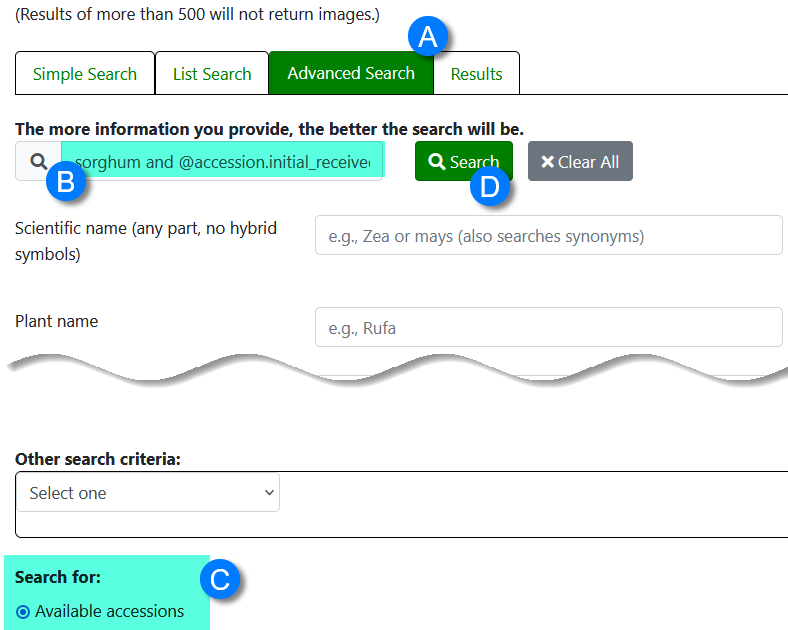 (Results of more than 500 will not return images.)
A
Simple Search List Search Advanced Search Results
The more information you provide, the better the search will be.
sorghum and @accession.initial_receive Search Clear All
B D
Scientific name (any part, no hybrid symbols) e.g., Zea or mays (also searches synonyms)
Plant name e.g., Rufa
Other search criteria:
Select one
Search for: C
Available accessions